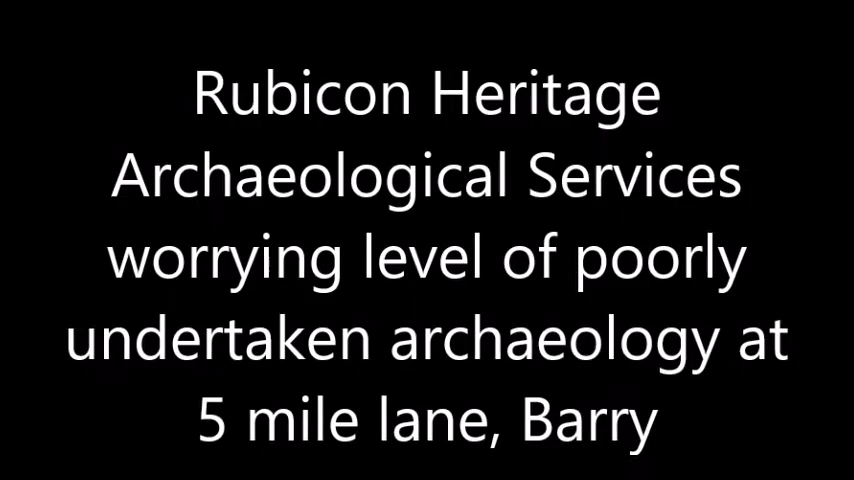 Rubicon Heritage
Archaeological Services
worrying level of poorly
undertaken archaeology at
5 mile lane, Barry